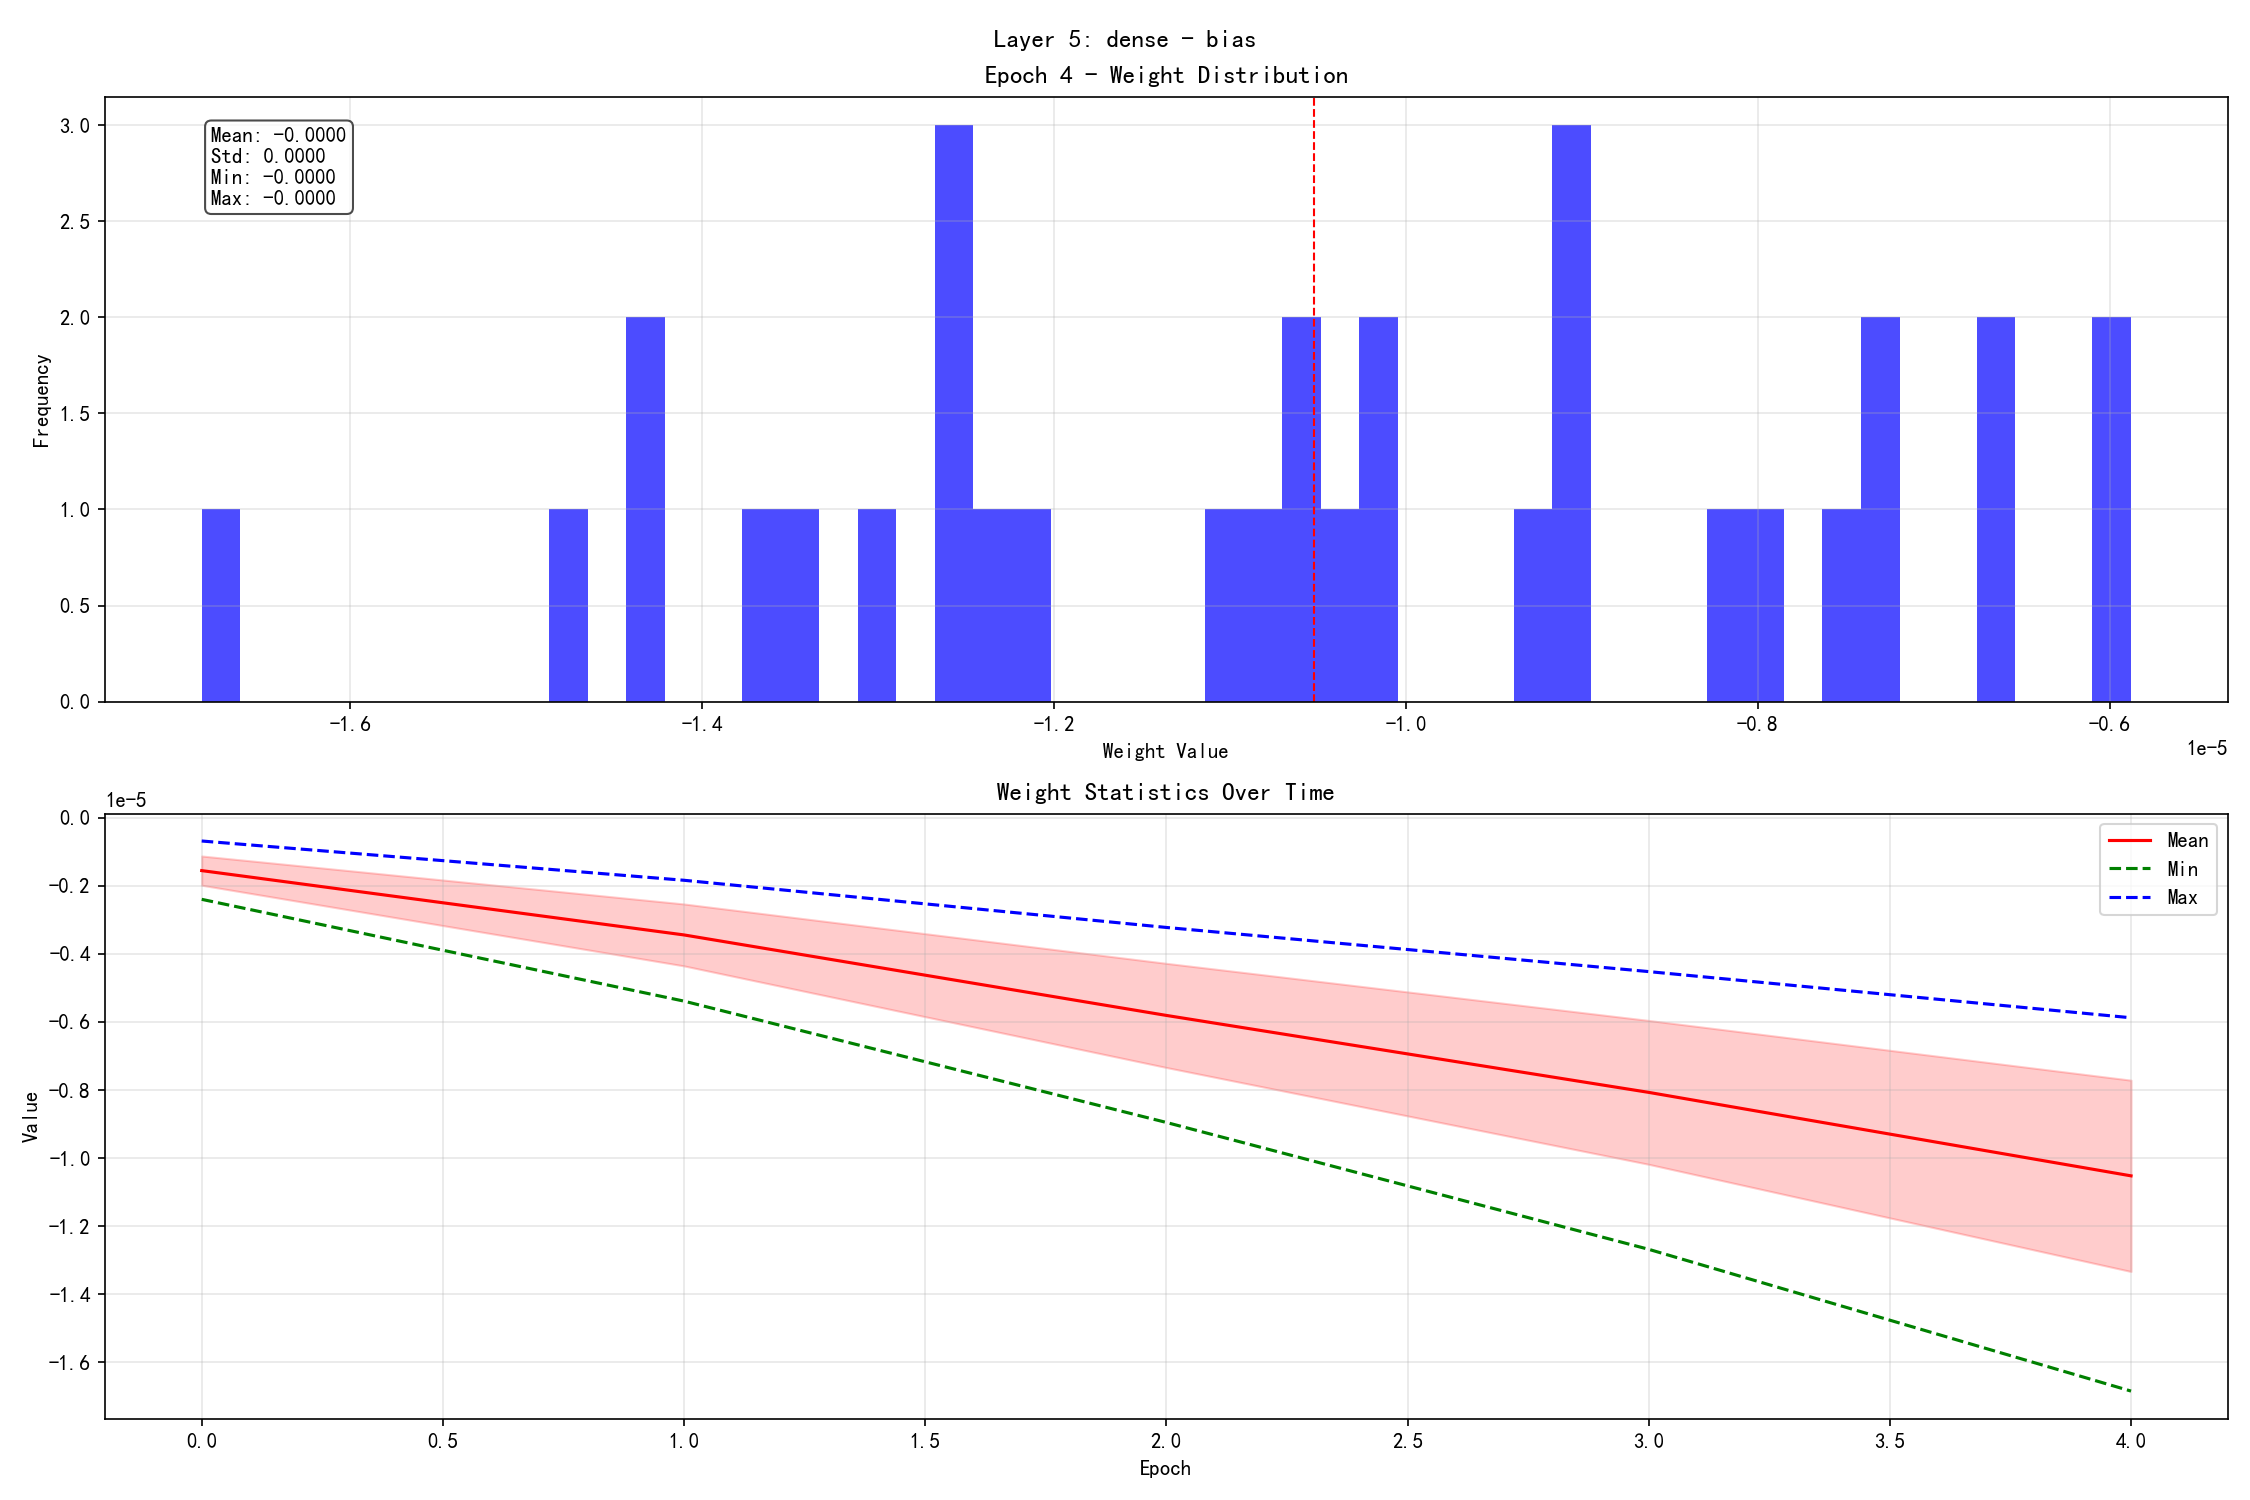 Layer 5: dense - bias
Epoch 4 - Weight Distribution
3.0
2.5
2.0
1.5
1.0
0.5
0.0
Frequency
Mean: -0.0000
Std: 0.0000
Min: -0.0000
Max: -0.0000
-1.6 -1.4 -1.2 -1.0 -0.8 -0.6
1e-5
Weight Value
Weight Statistics Over Time
1e-5
0.0
-0.2
-0.4
-0.6
-0.8
-1.0
-1.2
-1.4
-1.6
Value
Mean
Min
Max
0.0 0.5 1.0 1.5 2.0 2.5 3.0 3.5 4.0
Epoch